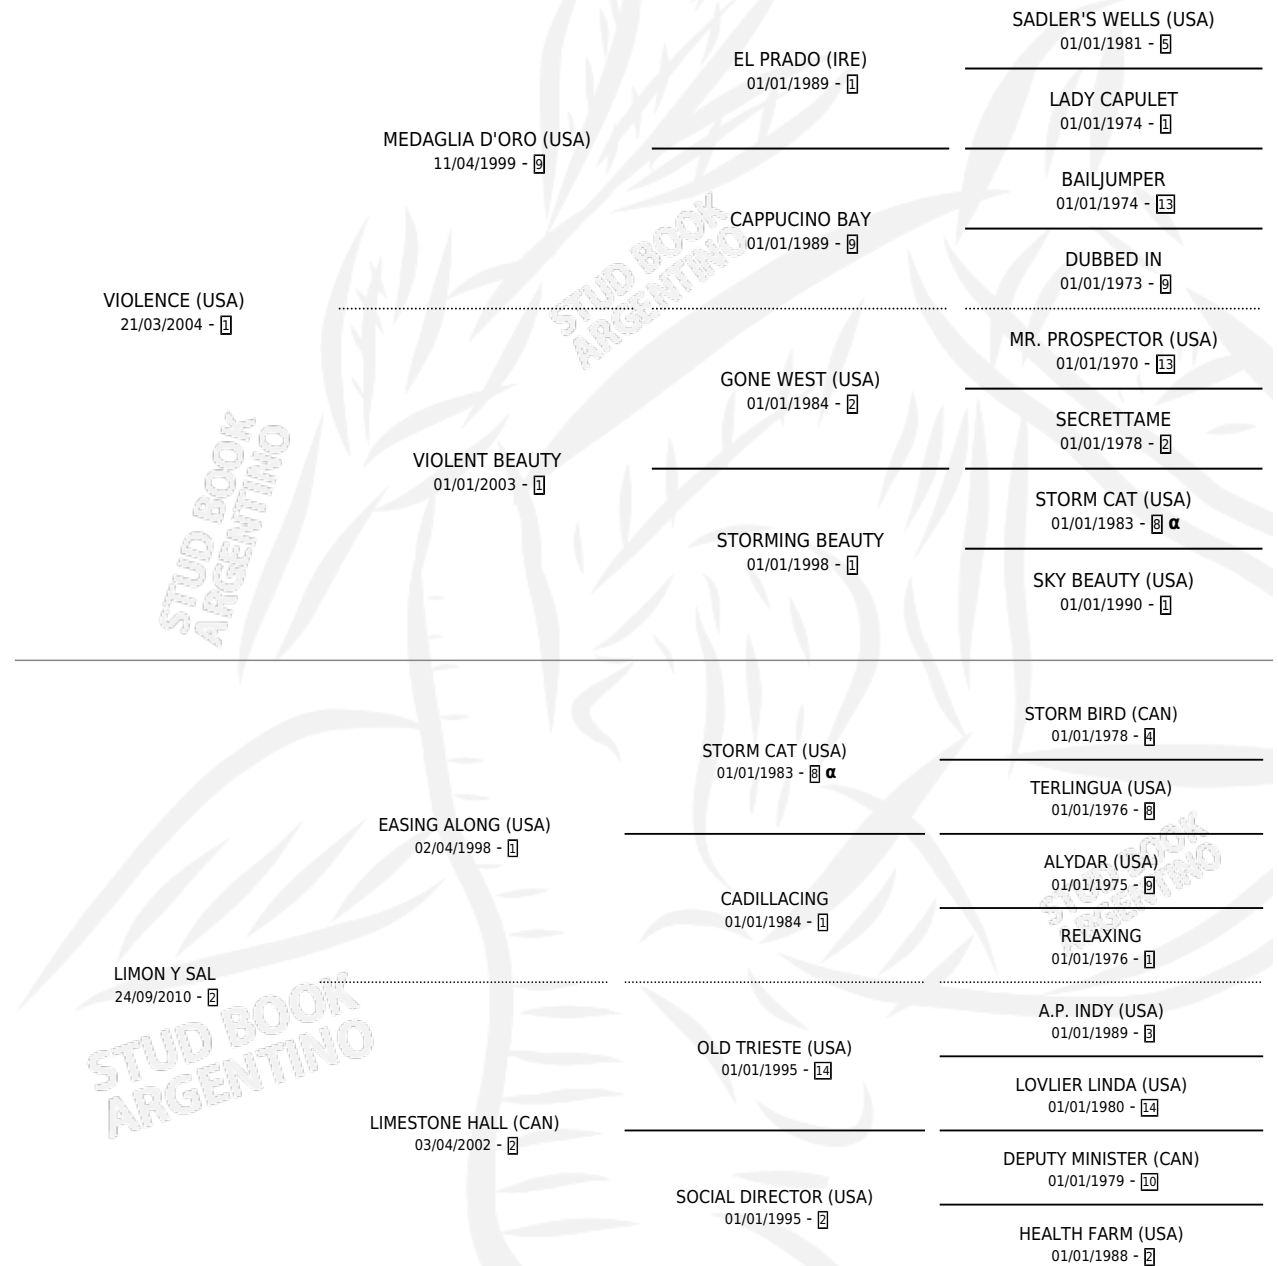 SADLER'S WELLS (USA)
01/01/1981 - 5
EL PRADO (IRE)
01/01/1989 - 1
LADY CAPULET
01/01/1974 - 1
MEDAGLIA D'ORO (USA)
11/04/1999 - 9
BAILJUMPER
01/01/1974 - 13
CAPPUCINO BAY
01/01/1989 - 9
DUBBED IN
01/01/1973 - 9
VIOLENCE (USA)
21/03/2004 - 1
MR. PROSPECTOR (USA)
01/01/1970 - 13
GONE WEST (USA)
01/01/1984 - 2
SECRETTAME
01/01/1978 - 2
VIOLENT BEAUTY
01/01/2003 - 1
STORM CAT (USA)
01/01/1983 - 8 α
STORMING BEAUTY
01/01/1998 - 1
SKY BEAUTY (USA)
01/01/1990 - 1
STORM BIRD (CAN)
01/01/1978 - 4
STORM CAT (USA)
01/01/1983 - 8 α
TERLINGUA (USA)
01/01/1976 - 8
EASING ALONG (USA)
02/04/1998 - 1
ALYDAR (USA)
01/01/1975 - 9
CADILLACING
01/01/1984 - 1
RELAXING
01/01/1976 - 1
LIMON Y SAL
24/09/2010 - 2
A.P. INDY (USA)
01/01/1989 - 3
OLD TRIESTE (USA)
01/01/1995 - 14
LOVLIER LINDA (USA)
01/01/1980 - 14
LIMESTONE HALL (CAN)
03/04/2002 - 2
DEPUTY MINISTER (CAN)
01/01/1979 - 10
SOCIAL DIRECTOR (USA)
01/01/1995 - 2
HEALTH FARM (USA)
01/01/1988 - 2
STUD BOOK
ARGENTINO
STUD BOOK
ARGENTINO
STUD BOOK
ARGENTINO
STUD BOOK
ARGENTINO